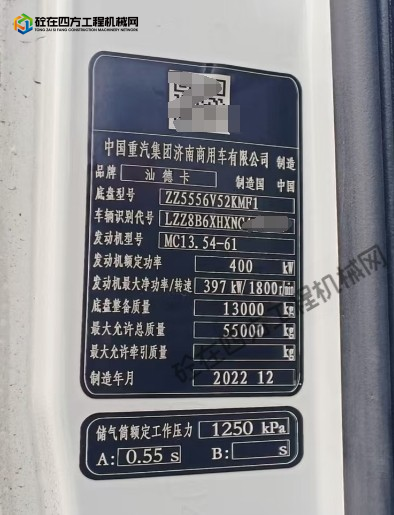 砼在四方工程机械网
TONG ZAI SI FANG CONSTRUCTION MACHINERY NETWORK
中国重汽集团济南商用车有限公司 制造
品牌 汕德卡 制造国 中国
底盘型号 ZZ5556V52KMF1
车辆识别代号 LZZ8B6XHXNC
发动机型号 MC13.54-61
发动机额定功率 400 kW
发动机最大净功率/转速 397 kW/1800r/min
底盘整备质量 13000 kg
最大允许总质量 55000 kg
最大允许牵引质量 kg
制造年月 2022 12
砼在四方工程机械网
储气筒额定工作压力 1250 kPa
A: 0.55 s B: s